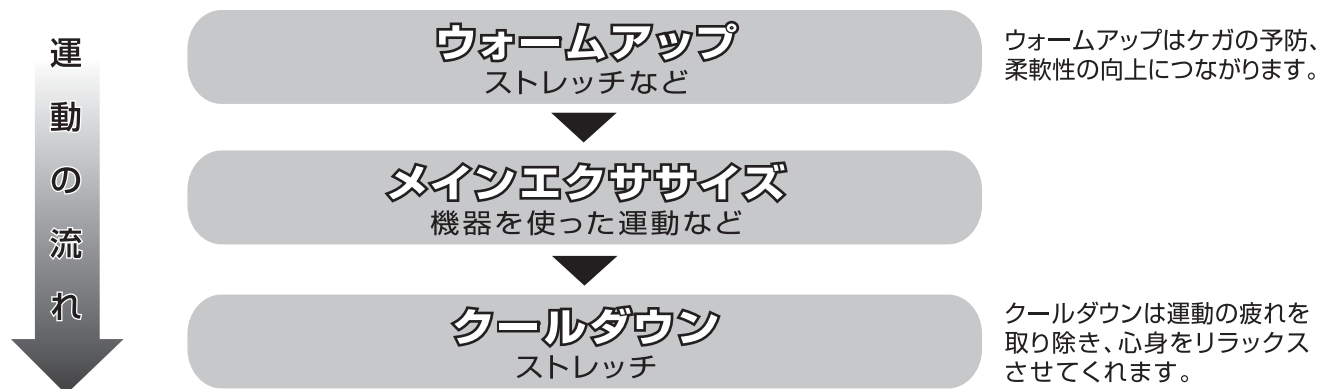 運動の流れ
ウォームアップ
ストレッチなど
ウォームアップはケガの予防、
柔軟性の向上につながります。
メインエクササイズ
機器を使った運動など
クールダウン
ストレッチ
クールダウンは運動の疲れを
取り除き、心身をリラックス
させてくれます。